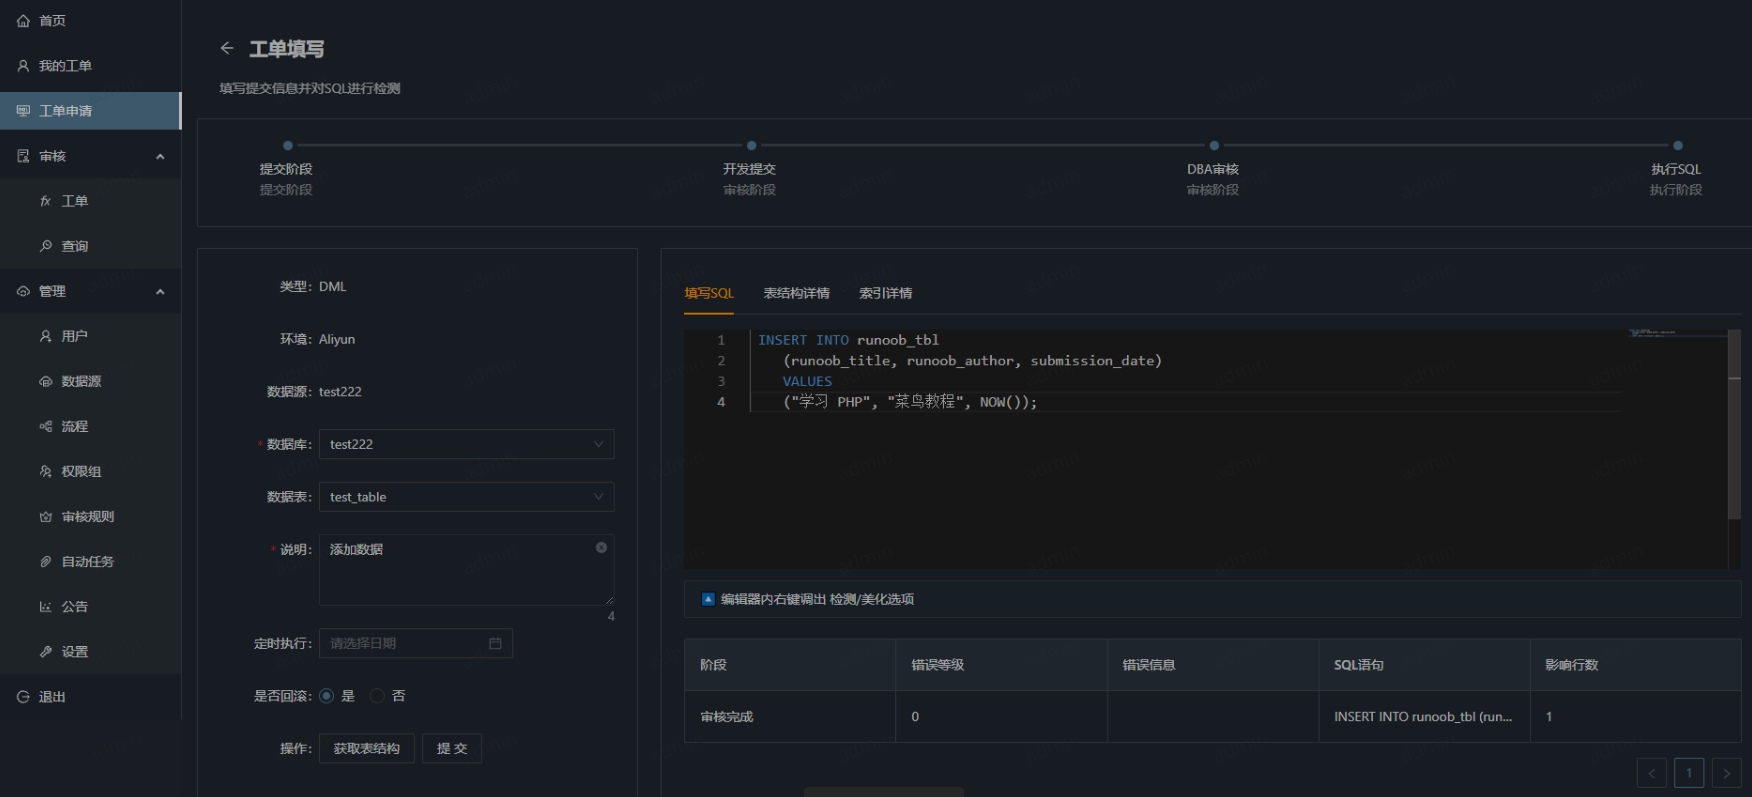 首页
我的工单
工单申请
审核
工单
查询
管理
用户
数据源
流程
权限组
审核规则
自动任务
公告
设置
退出
工单填写
填写提交信息并对SQL进行检测
提交阶段
提交阶段
开发提交
审核阶段
DBA审核
审核阶段
执行SQL
执行阶段
类型: DML
环境: Aliyun
数据源: test222
* 数据库: test222
数据表: test_table
* 说明: 添加数据
4
定时执行: 请选择日期
是否回滚: 是 否
操作: 获取表结构 提 交
填写SQL 表结构详情 索引详情
1 INSERT INTO runoob_tbl
2 (runoob_title, runoob_author, submission_date)
3 VALUES
4 ("学习 PHP", "菜鸟教程", NOW());
编辑器内右键调出 检测/美化选项
阶段 错误等级 错误信息 SQL语句 影响行数
审核完成 0 INSERT INTO runoob_tbl (run... 1
< 1 >